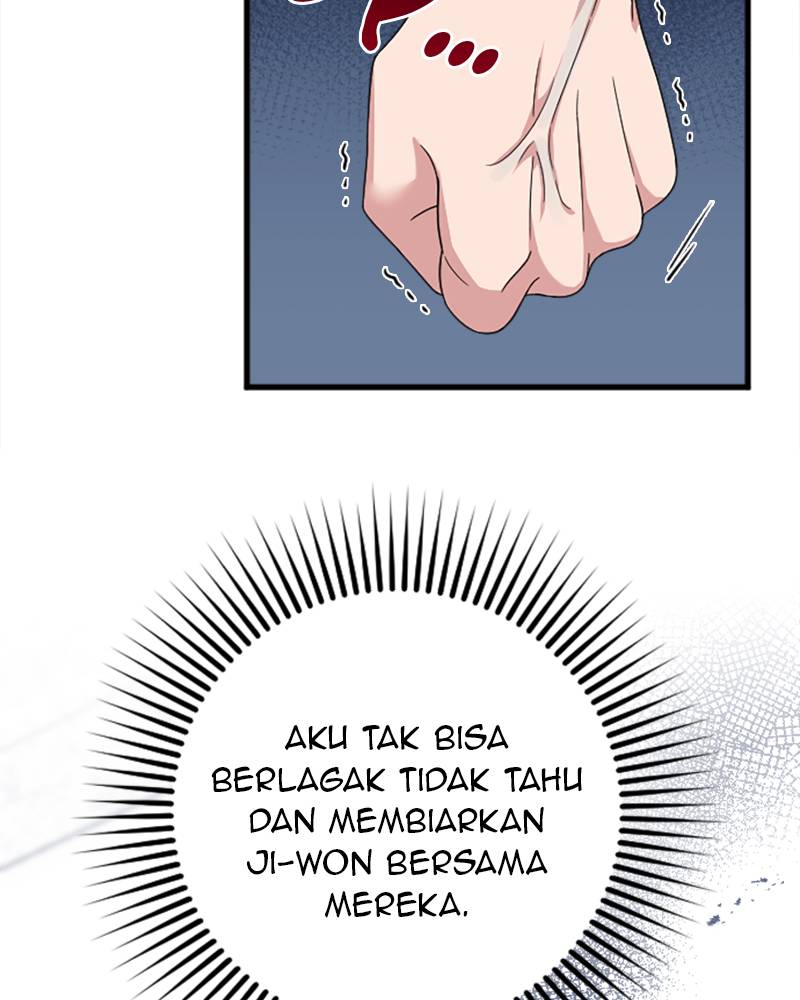 AKU TAK BISA
BERLAGAK TIDAK TAHU
DAN MEMBIARKAN
JI-WON BERSAMA
MEREKA.